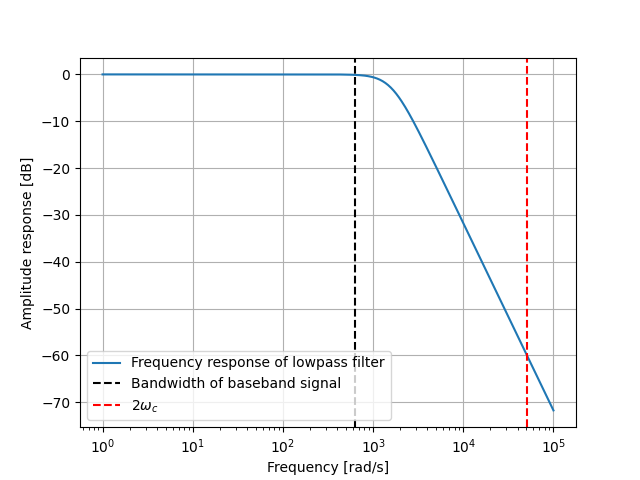 0
−10
−20
−30
−40
−50
−60
−70
Amplitude response [dB]
Frequency response of lowpass filter
Bandwidth of baseband signal
2ω_c
10^0
10^1
10^2
10^3
10^4
10^5
Frequency [rad/s]